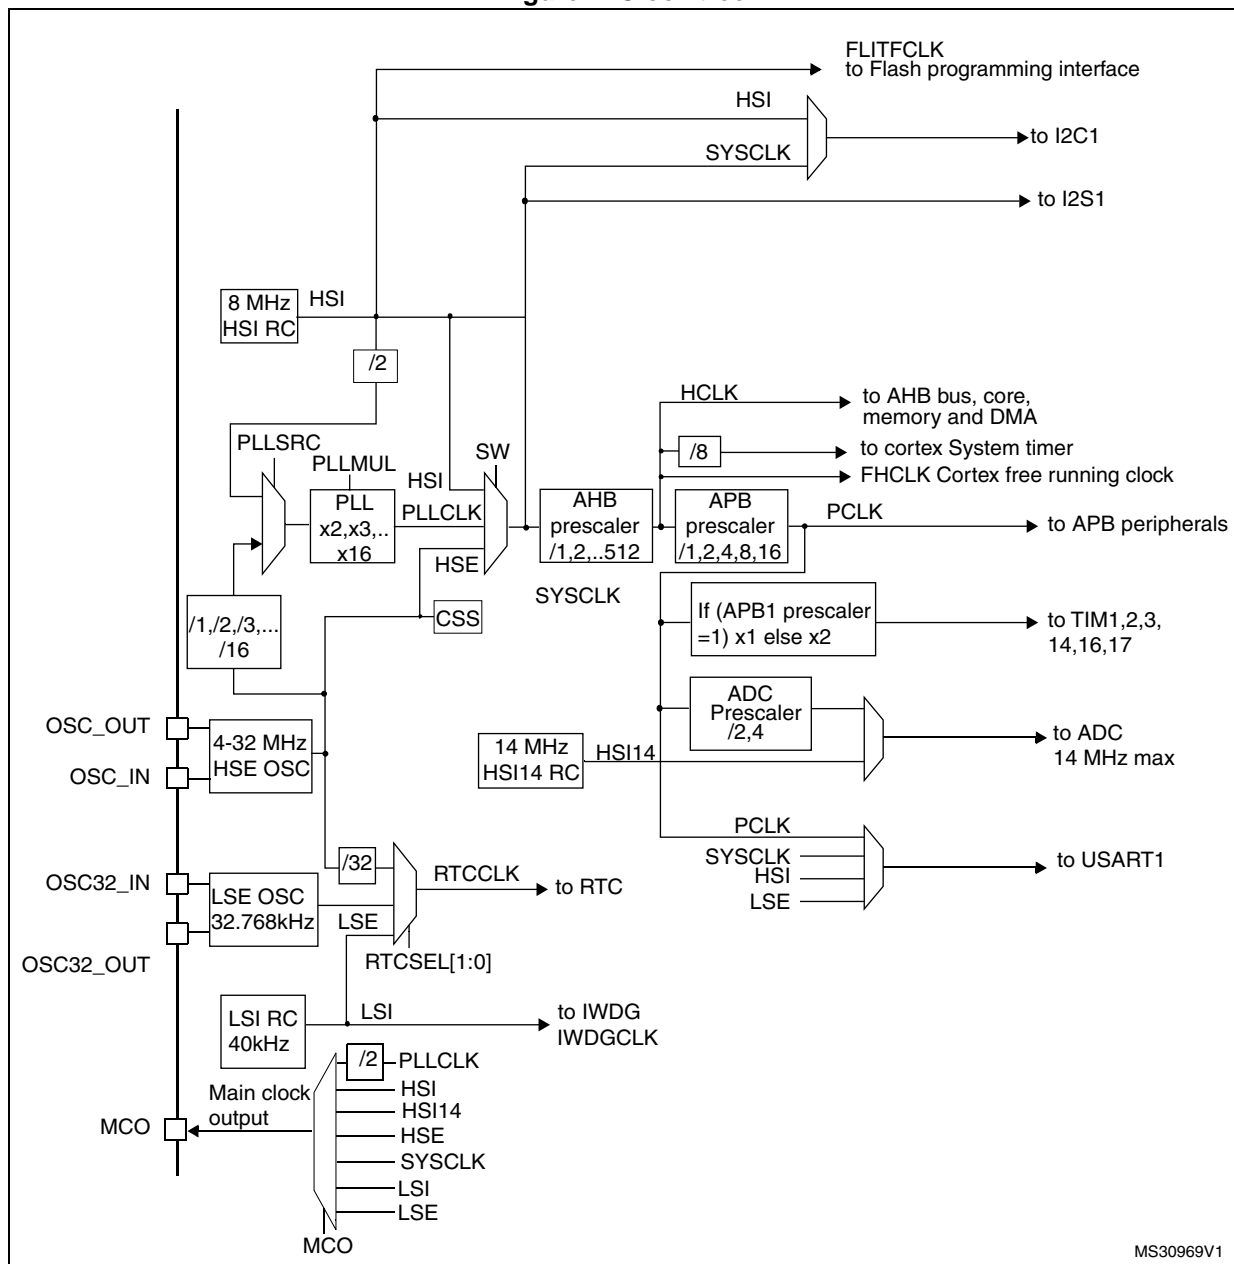 FLITFCLK
to Flash programming interface
HSI
to I2C1
SYSCLK
to I2S1
8 MHz
HSI RC
HSI
/2
HCLK
to AHB bus, core,
memory and DMA
PLLSRC
SW
/8
to cortex System timer
PLLMUL
HSI
FHCLK Cortex free running clock
PLL
x2,x3,..
x16
PLLCLK
AHB
prescaler
/1,2,..512
APB
prescaler
/1,2,4,8,16
PCLK
to APB peripherals
HSE
SYSCLK
/1,/2,/3,...
/16
CSS
If (APB1 prescaler
=1) x1 else x2
to TIM1,2,3,
14,16,17
OSC_OUT
OSC_IN
4-32 MHz
HSE OSC
14 MHz
HSI14 RC
HSI14
ADC
Prescaler
/2,4
to ADC
14 MHz max
PCLK
SYSCLK
HSI
LSE
to USART1
/32
OSC32_IN
LSE OSC
32.768kHz
LSE
RTCCLK
to RTC
OSC32_OUT
RTCSEL[1:0]
LSI RC
40kHz
LSI
to IWDG
IWDGCLK
/2
PLLCLK
HSI
HSI14
HSE
SYSCLK
LSI
LSE
Main clock
output
MCO
MCO
MS30969V1